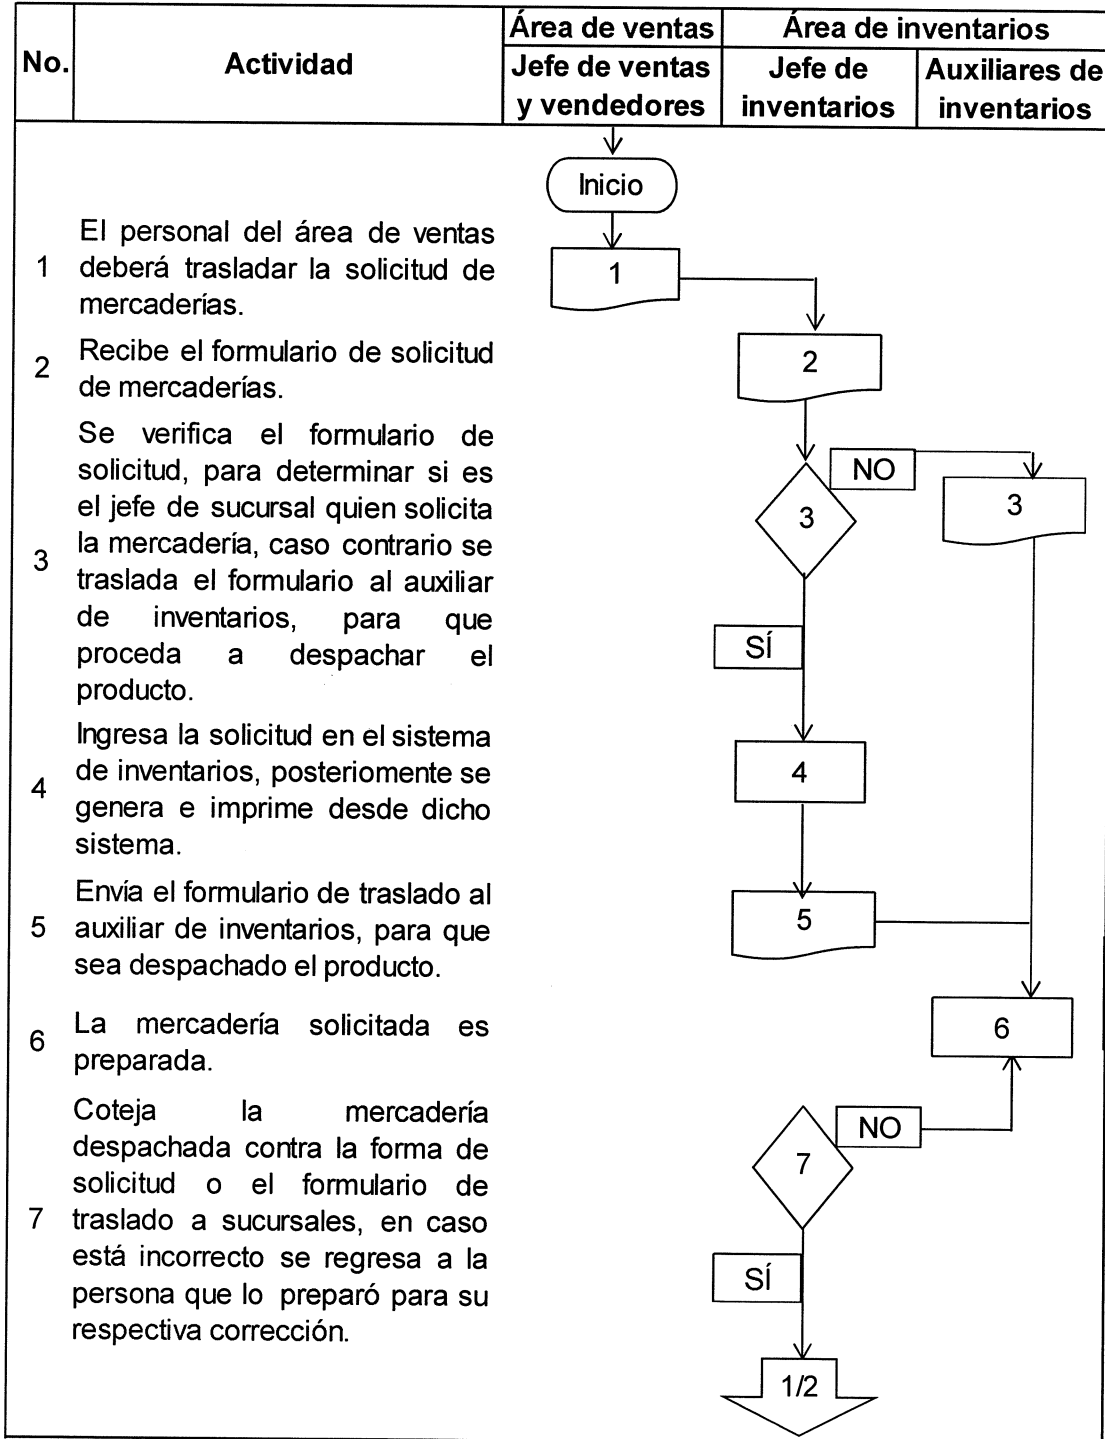 No.
Actividad
Área de ventas
Área de inventarios
Jefe de ventas
y vendedores
Jefe de
inventarios
Auxiliares de
inventarios
Inicio
1
El personal del área de ventas
deberá trasladar la solicitud de
mercaderías.
1
2
Recibe el formulario de solicitud
de mercaderías.
2
3
Se verifica el formulario de
solicitud, para determinar si es
el jefe de sucursal quien solicita
la mercadería, caso contrario se
traslada el formulario al auxiliar
de inventarios, para que
proceda a despachar el
producto.
3
NO
3
SÍ
4
Ingresa la solicitud en el sistema
de inventarios, posteriomente se
genera e imprime desde dicho
sistema.
4
5
Envía el formulario de traslado al
auxiliar de inventarios, para que
sea despachado el producto.
5
6
La mercadería solicitada es
preparada.
6
7
Coteja la mercadería
despachada contra la forma de
solicitud o el formulario de
traslado a sucursales, en caso
está incorrecto se regresa a la
persona que lo preparó para su
respectiva corrección.
7
NO
SÍ
1/2